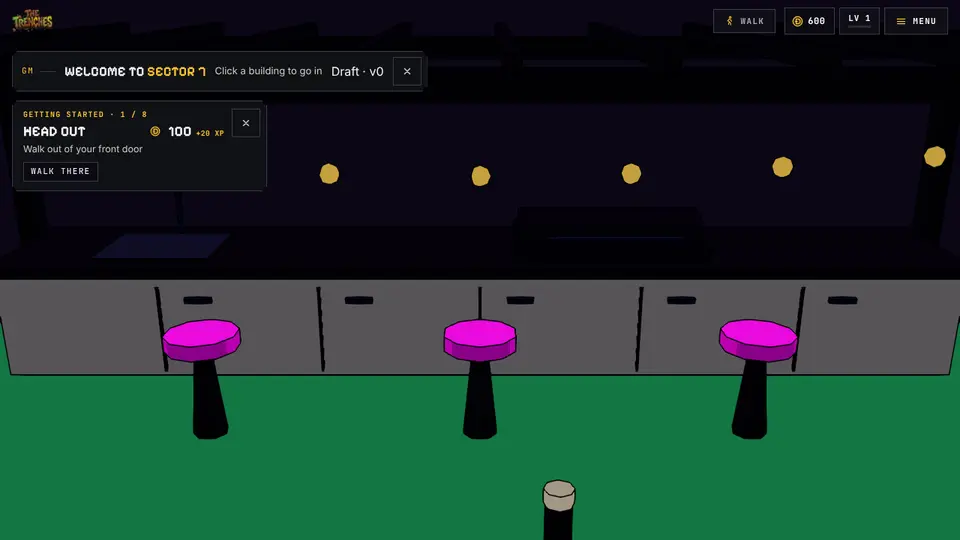 THE TRENCHES
WALK
600
LV 1
MENU
GM
WELCOME TO SECTOR 7
Click a building to go in
Draft · v0
GETTING STARTED · 1 / 8
HEAD OUT
100 +20 XP
Walk out of your front door
WALK THERE